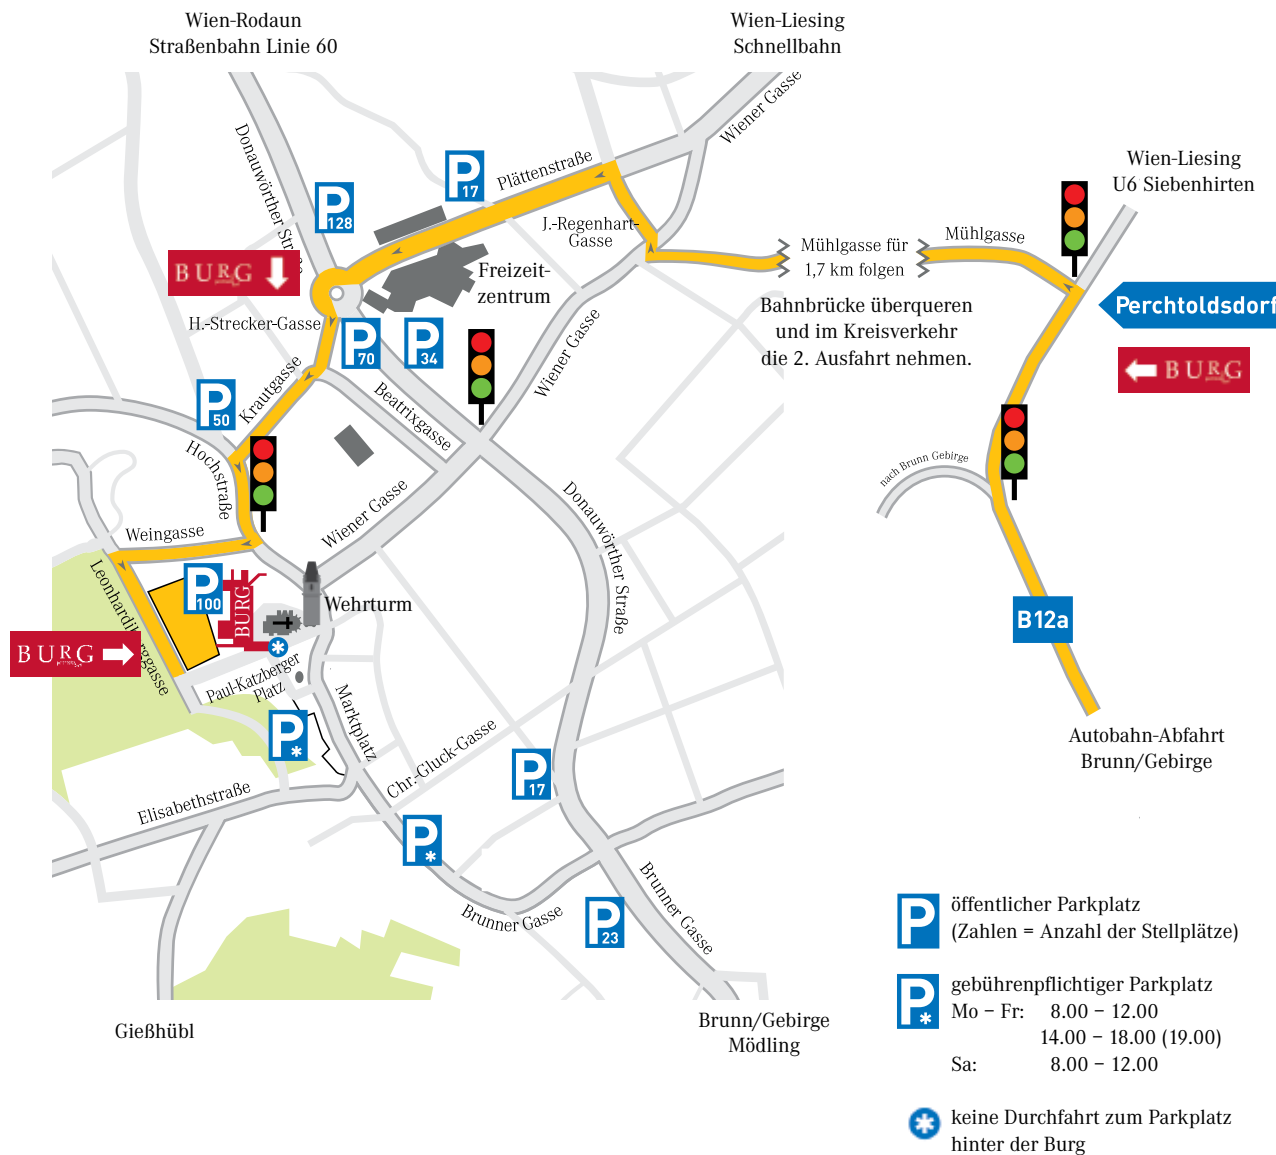 Wien-Rodaun
Straßenbahn Linie 60
Wien-Liesing
Schnellbahn
Wiener Gasse
Donauwörther Straße
P
17
Plättenstraße
P
128
Wien-Liesing
U6 Siebenhirten
J.-Regenhart-
Gasse
Mühlgasse für
1,7 km folgen
Mühlgasse
BURG
Freizeit-
zentrum
Bahnbrücke überqueren
und im Kreisverkehr
die 2. Ausfahrt nehmen.
Perchtoldsdorf
BURG
H.-Strecker-Gasse
P
70
P
34
Wiener Gasse
Krautgasse
Beatrixgasse
P
50
Hochstraße
nach Brunn Gebirge
Wiener Gasse
Donauwörther Straße
Weingasse
Leonhardiberggasse
P
100
BURG
Wehrturm
B12a
BURG
Paul-Katzberger
Platz
Marktplatz
P
*
Autobahn-Abfahrt
Brunn/Gebirge
Chr.-Gluck-Gasse
P
17
Elisabethstraße
P
*
Brunner Gasse
Brunner Gasse
P
23
Gießhübl
Brunn/Gebirge
Mödling
P
öffentlicher Parkplatz
(Zahlen = Anzahl der Stellplätze)
P
*
gebührenpflichtiger Parkplatz
Mo – Fr: 8.00 – 12.00
14.00 – 18.00 (19.00)
Sa: 8.00 – 12.00
* keine Durchfahrt zum Parkplatz
hinter der Burg